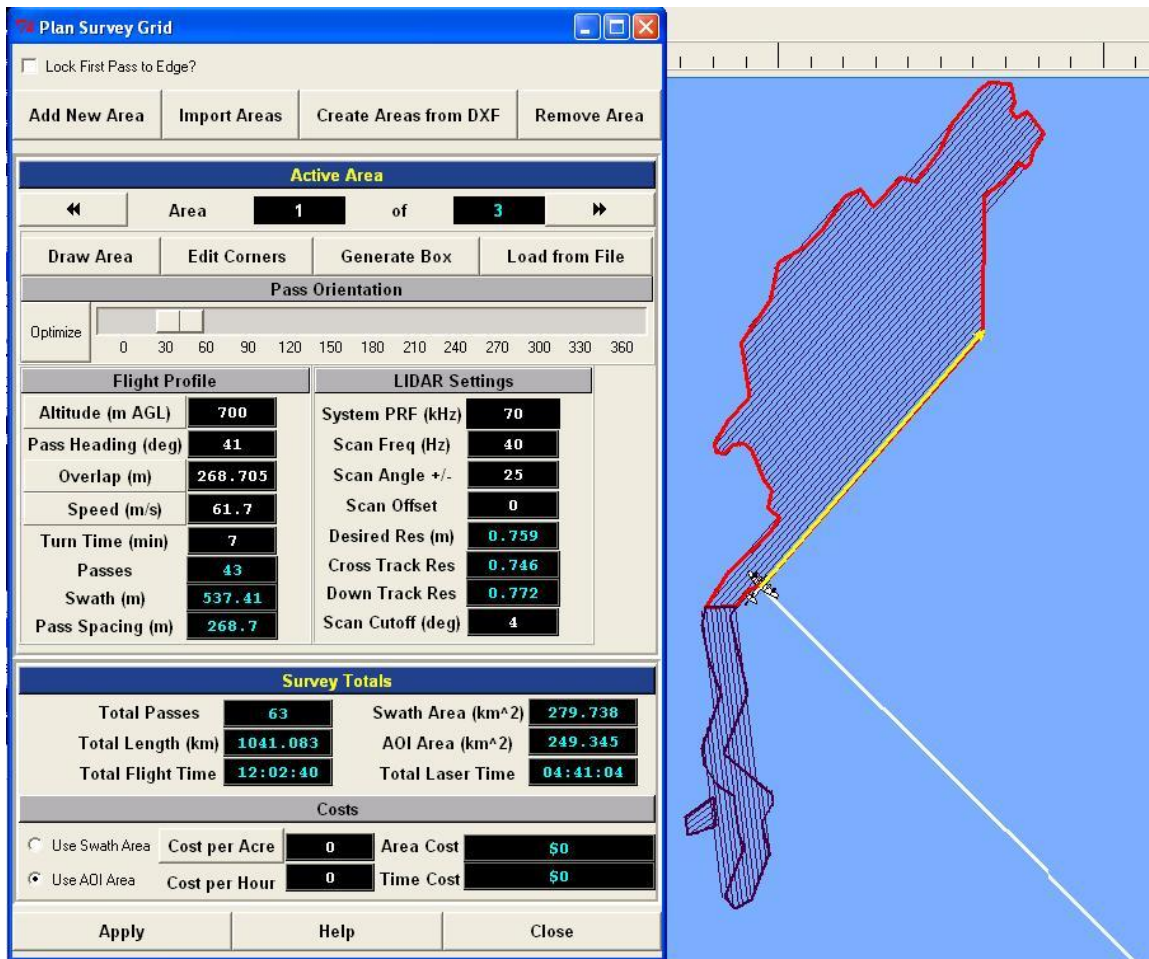 Plan Survey Grid
Lock First Pass to Edge?
Add New Area Import Areas Create Areas from DXF Remove Area
Active Area
Area 1 of 3
Draw Area Edit Corners Generate Box Load from File
Pass Orientation
Optimize
0 30 60 90 120 150 180 210 240 270 300 330 360
Flight Profile
Altitude (m AGL) 700
Pass Heading (deg) 41
Overlap (m) 268.705
Speed (m/s) 61.7
Turn Time (min) 7
Passes 43
Swath (m) 537.41
Pass Spacing (m) 268.7
LIDAR Settings
System PRF (kHz) 70
Scan Freq (Hz) 40
Scan Angle +/- 25
Scan Offset 0
Desired Res (m) 0.759
Cross Track Res 0.746
Down Track Res 0.772
Scan Cutoff (deg) 4
Survey Totals
Total Passes 63 Swath Area (km^2) 279.738
Total Length (km) 1041.083 AOI Area (km^2) 249.345
Total Flight Time 12:02:40 Total Laser Time 04:41:04
Costs
Use Swath Area Cost per Acre 0 Area Cost $0
Use AOI Area Cost per Hour 0 Time Cost $0
Apply Help Close